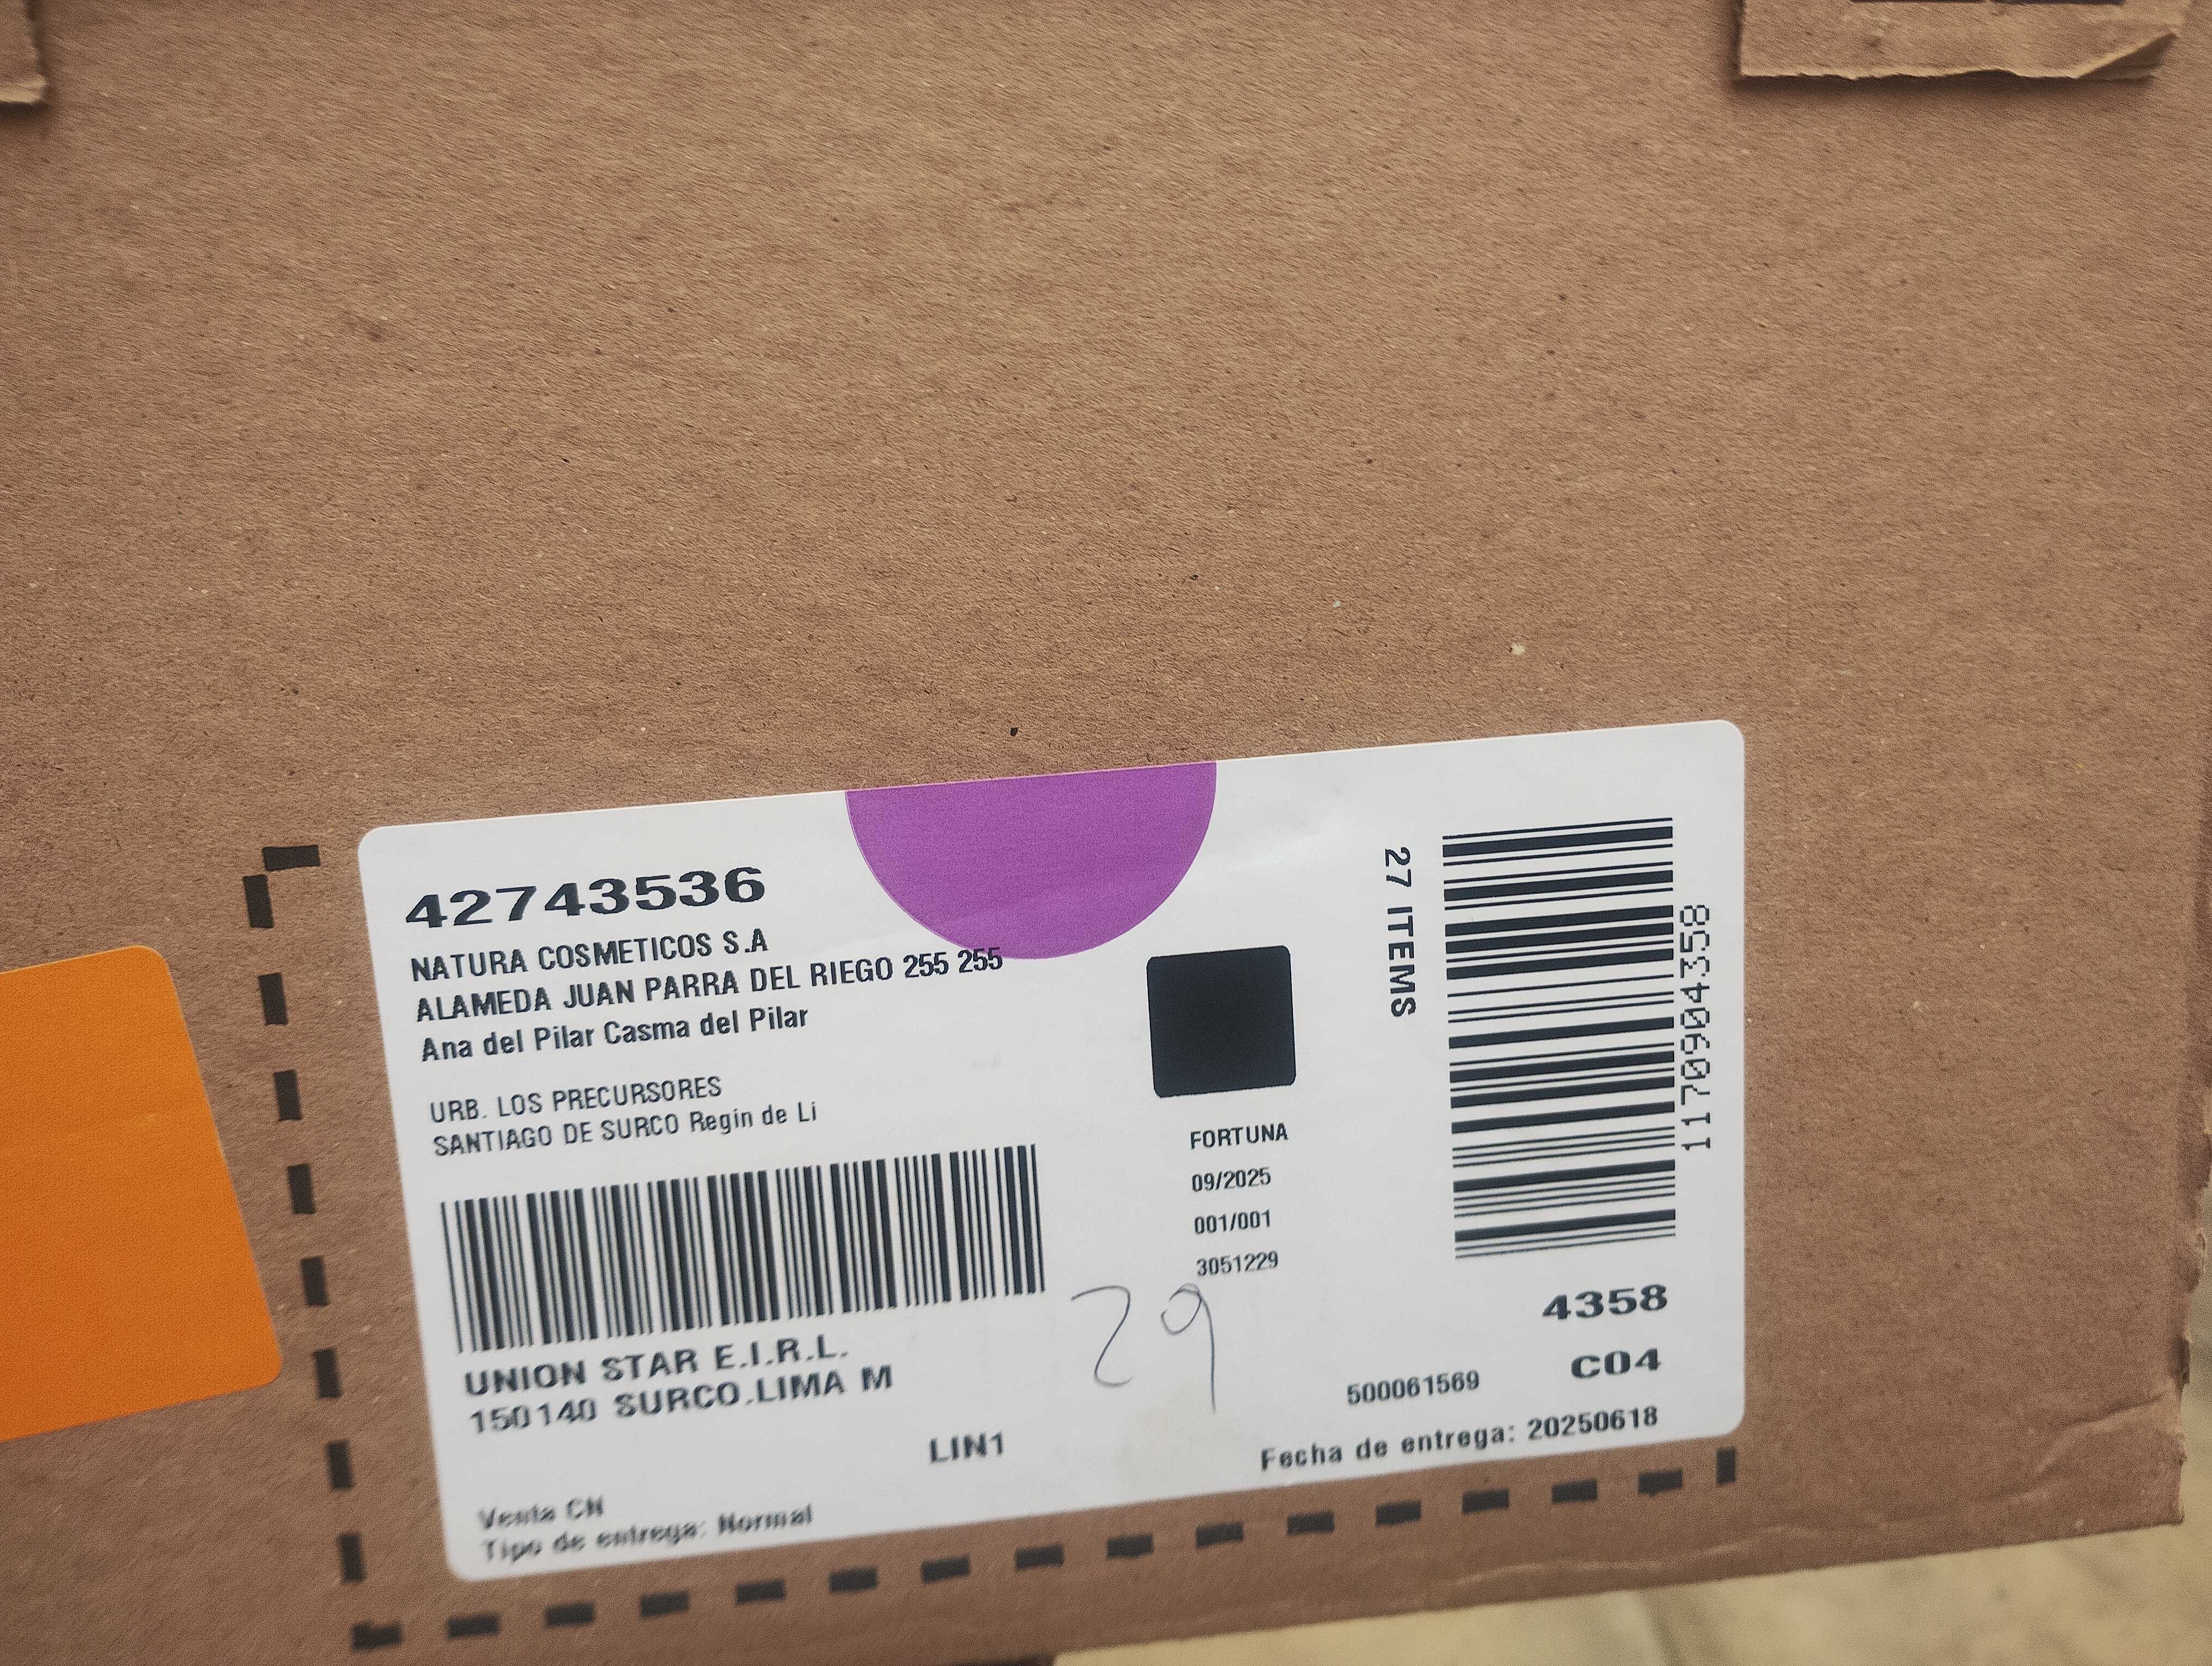 42743536
NATURA COSMETICOS S.A
ALAMEDA JUAN PARRA DEL RIEGO 255 255
Ana del Pilar Casma del Pilar
URB. LOS PRECURSORES
SANTIAGO DE SURCO Regin de Li
UNION STAR E.I.R.L.
150140 SURCO.LIMA M
LIN1
Venta CN
Tipo de entrega: Normal
FORTUNA
09/2025
001/001
3051229
29
27 ITEMS
11709043​58
4358
C04
500061569
Fecha de entrega: 20250618